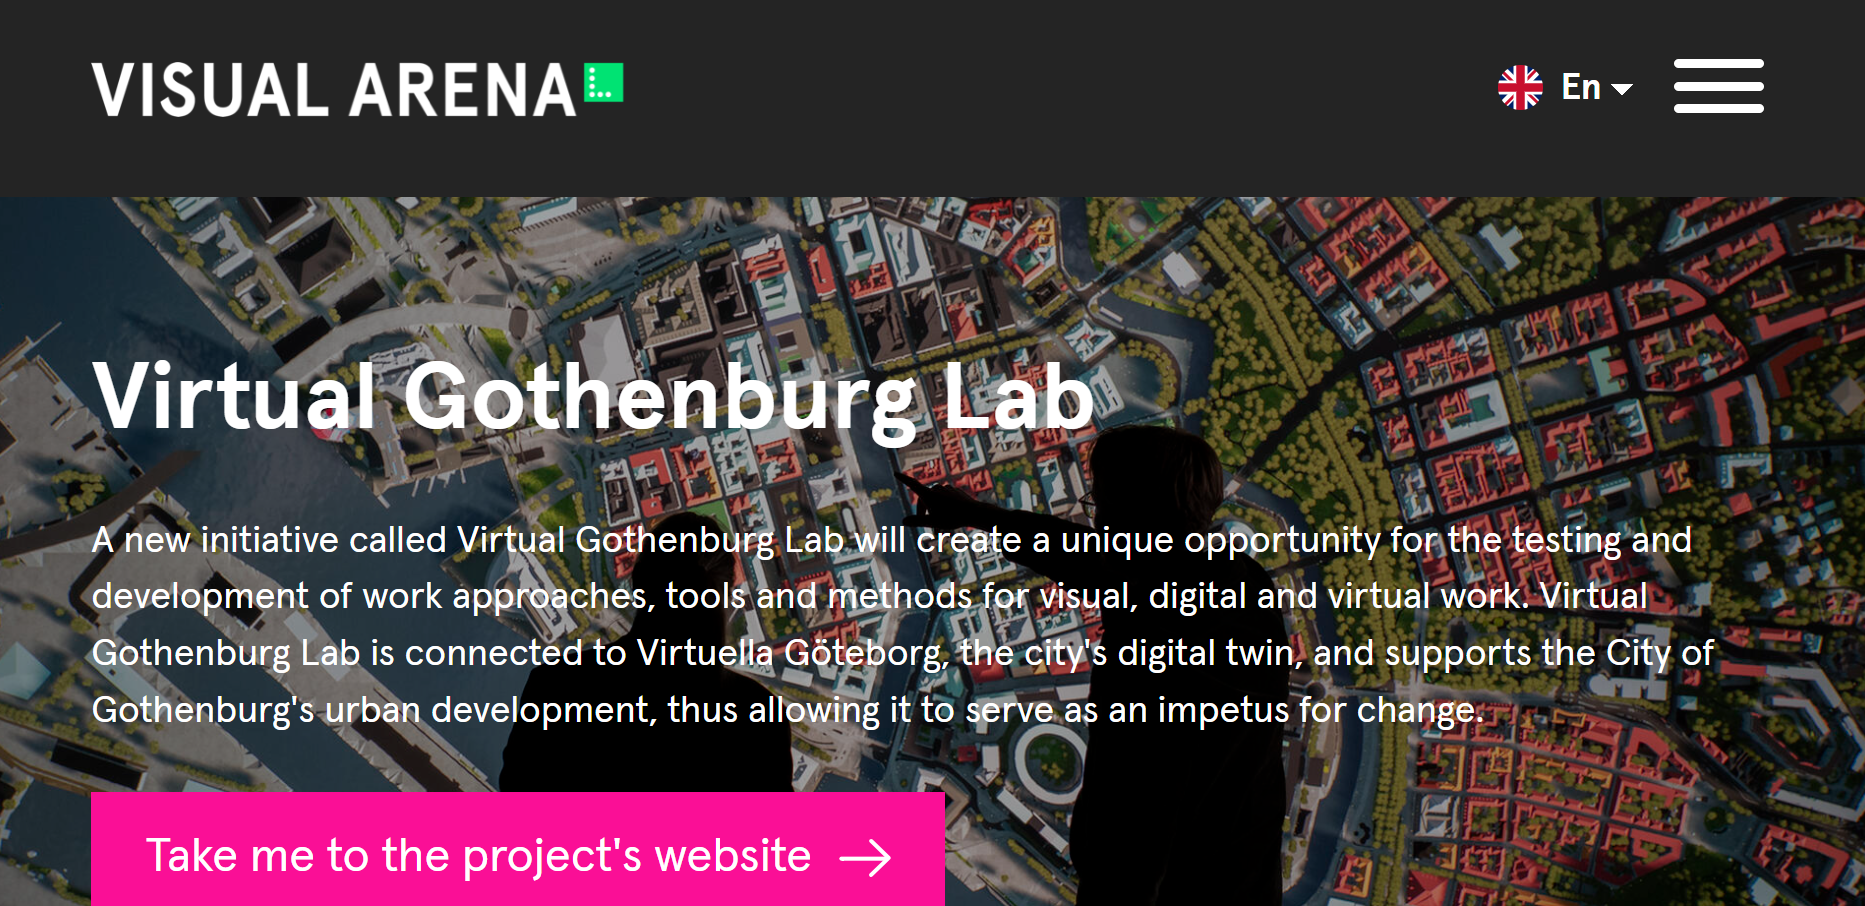 VISUAL ARENA
En
Virtual Gothenburg Lab
A new initiative called Virtual Gothenburg Lab will create a unique opportunity for the testing and
development of work approaches, tools and methods for visual, digital and virtual work. Virtual
Gothenburg Lab is connected to Virtuella Göteborg, the city's digital twin, and supports the City of
Gothenburg's urban development, thus allowing it to serve as an impetus for change.
Take me to the project's website